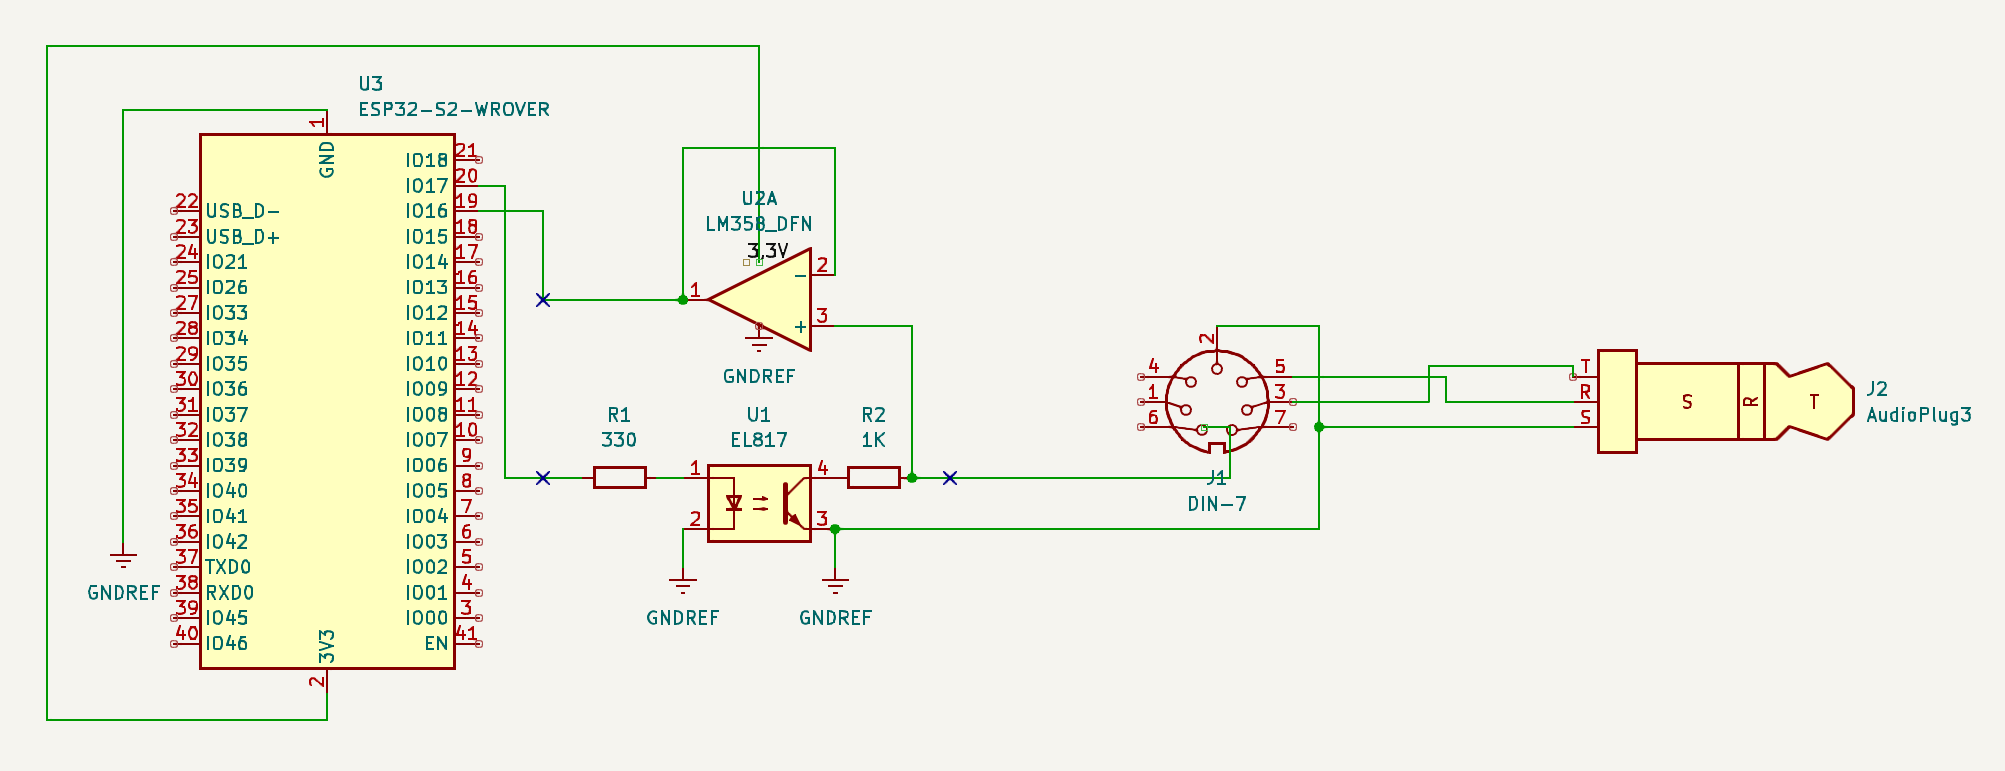 U3
ESP32-S2-WROVER
1
GND
IO18 21
IO17 20
22 USB_D- IO16 19
23 USB_D+ IO15 18
24 IO21 IO14 17
25 IO26 IO13 16
27 IO33 IO12 15
28 IO34 IO11 14
29 IO35 IO10 13
30 IO36 IO09 12
31 IO37 IO08 11
32 IO38 IO07 10
33 IO39 IO06 9
34 IO40 IO05 8
35 IO41 IO04 7
36 IO42 IO03 6
37 TXD0 IO02 5
38 RXD0 IO01 4
39 IO45 IO00 3
40 IO46 EN 41
3V3
2
GNDREF
U2A
LM358_DFN
3,3V
2
-
1
3
+
GNDREF
R1
330
U1
EL817
R2
1K
1
4
2
3
GNDREF
GNDREF
2
4
5
1
3
6
7
J1
DIN-7
T
R
S
S
R
T
J2
AudioPlug3